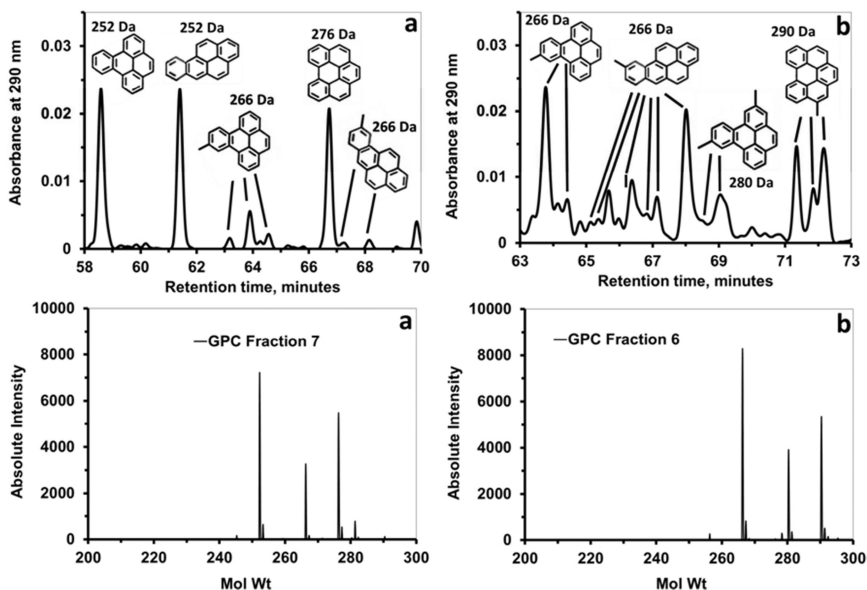 a
252 Da
252 Da
276 Da
266 Da
266 Da
Absorbance at 290 nm
0.03
0.02
0.01
0
58
60
62
64
66
68
70
Retention time, minutes
b
266 Da
266 Da
290 Da
280 Da
Absorbance at 290 nm
0.03
0.02
0.01
0
63
65
67
69
71
73
Retention time, minutes
a
GPC Fraction 7
Absolute Intensity
10000
8000
6000
4000
2000
0
200
220
240
260
280
300
Mol Wt
b
GPC Fraction 6
Absolute Intensity
10000
8000
6000
4000
2000
0
200
220
240
260
280
300
Mol Wt